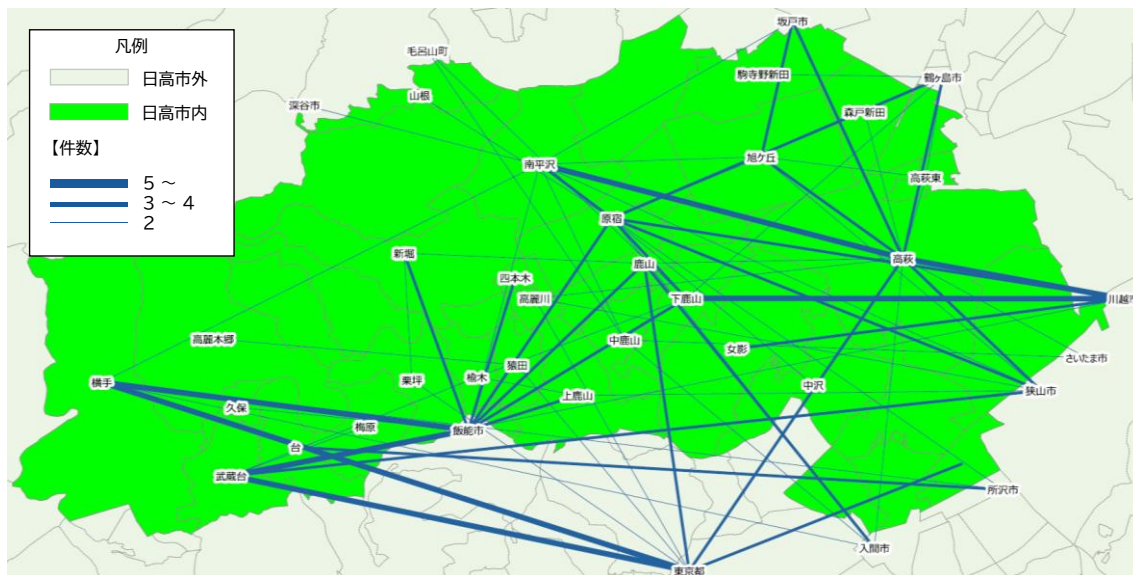 凡例
日高市外
日高市内
【件数】
5～
3～4
2
坂戸市
毛呂山町
駒寺野新田
鶴ヶ島市
山根
深谷市
森戸新田
旭ケ丘
南平沢
高萩東
原宿
新堀
鹿山
高萩
四本木
高麗川
下鹿山
川越市
高麗本郷
中鹿山
女影
さいたま市
猿田
横手
栗坪
楡木
中沢
狭山市
上鹿山
久保
梅原
飯能市
台
武蔵台
所沢市
入間市
東京都